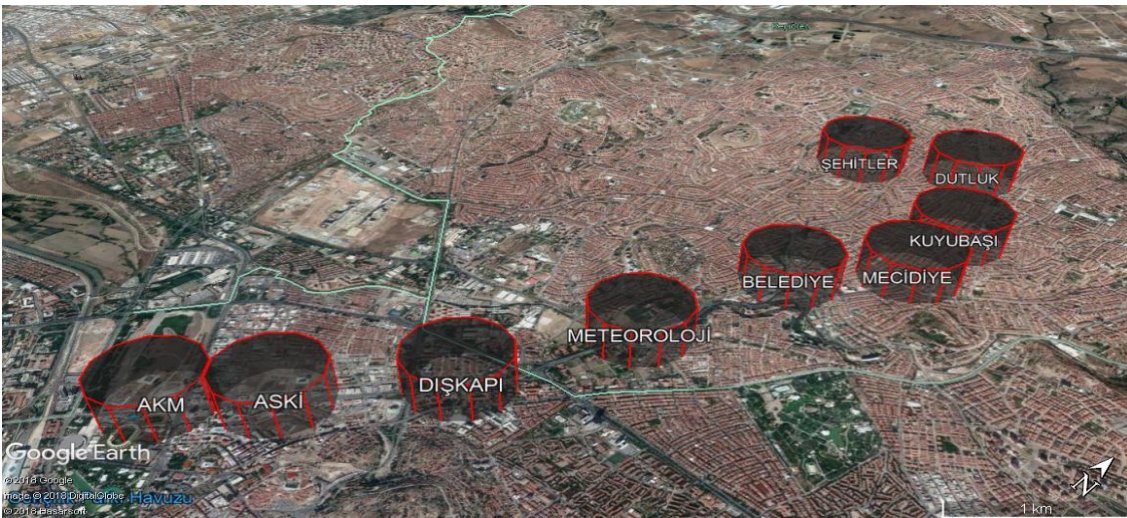 ŞEHİTLER
DUTLUK
KUYUBAŞI
BELEDİYE
MECİDİYE
METEOROLOJİ
DIŞKAPI
AKM
ASKİ
Google Earth
© 2018 Google
© 2018 DigitalGlobe
© 2018 Basarsoft
Havuzu
N
1 km